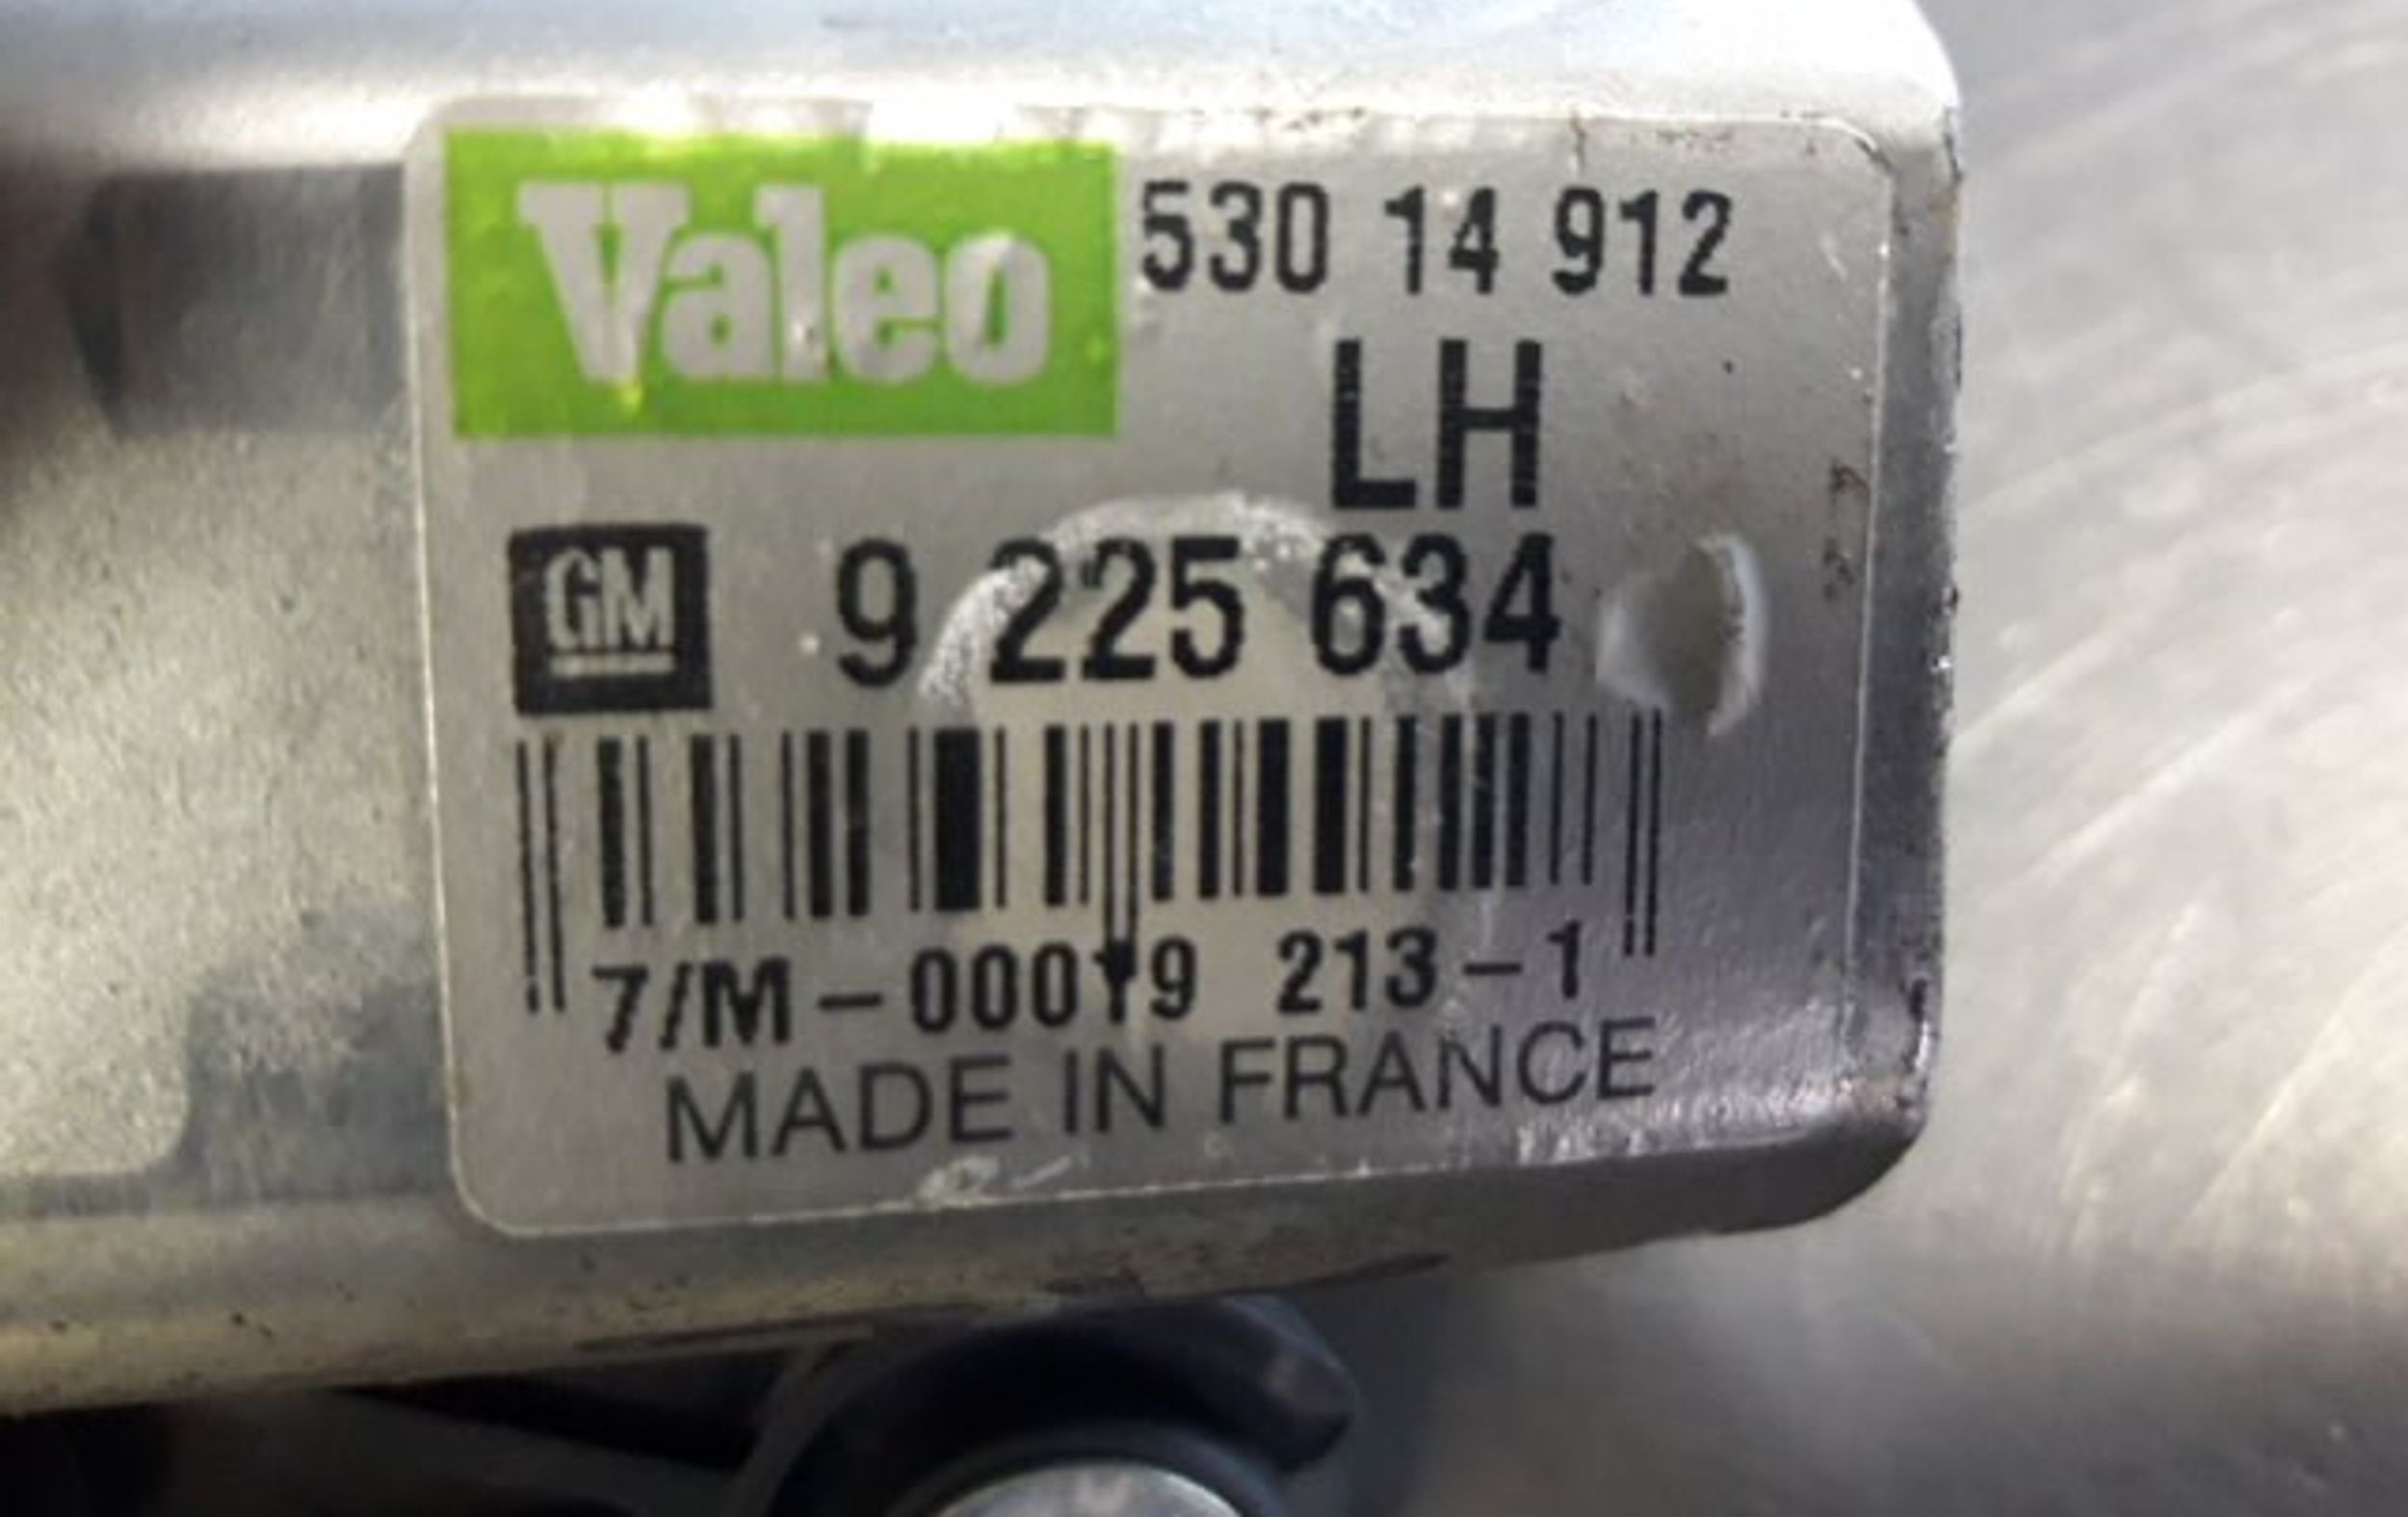 Valeo 530 14 912
LH
GM 9 225 634
7/M-00019 213-1
MADE IN FRANCE